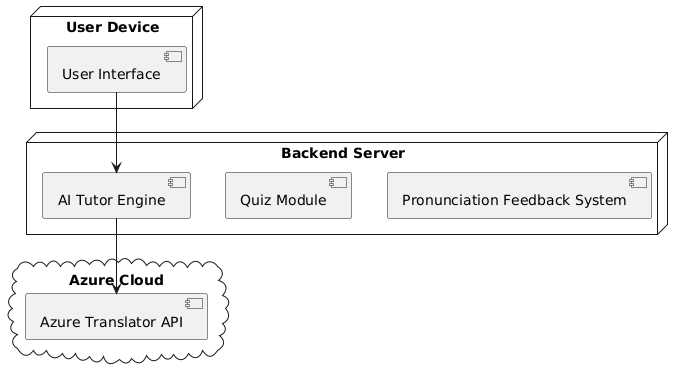 User Device
User Interface
Backend Server
AI Tutor Engine
Quiz Module
Pronunciation Feedback System
Azure Cloud
Azure Translator API